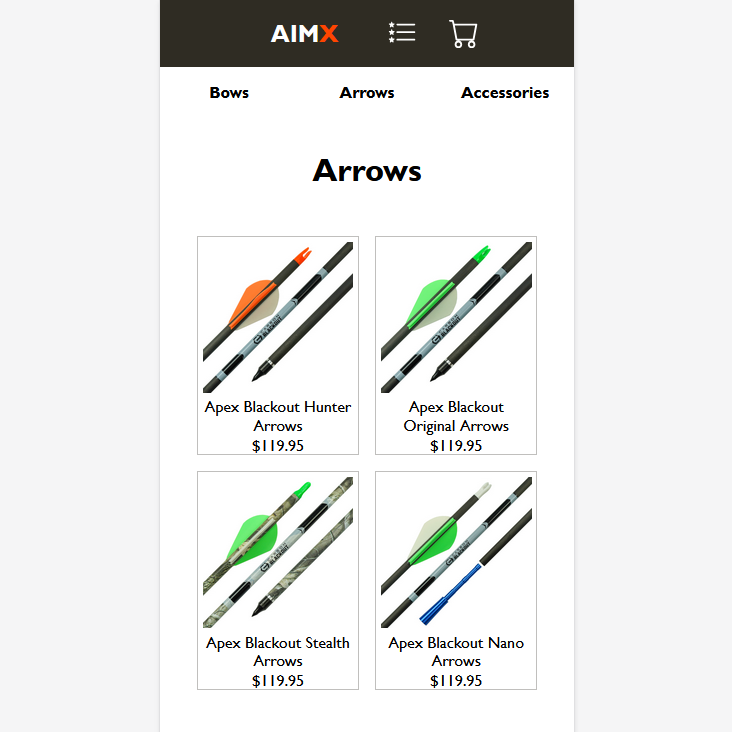 AIMX
Bows Arrows Accessories
Arrows
Apex Blackout Hunter
Arrows
$119.95
Apex Blackout
Original Arrows
$119.95
Apex Blackout Stealth
Arrows
$119.95
Apex Blackout Nano
Arrows
$119.95